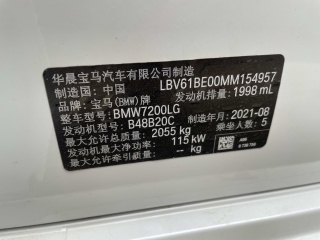 华晨宝马汽车有限公司制造
制造国：中国 LBV61BE00MM154957
品牌：宝马(BMW)牌 发动机排量：1998 mL
整车型号：BMW7200LG
发动机型号：B48B20C 制造年月：2021-08
最大允许总质量：2055 kg 乘坐人数：5
发动机最大净功率：115 kW
最大允许牵引质量：